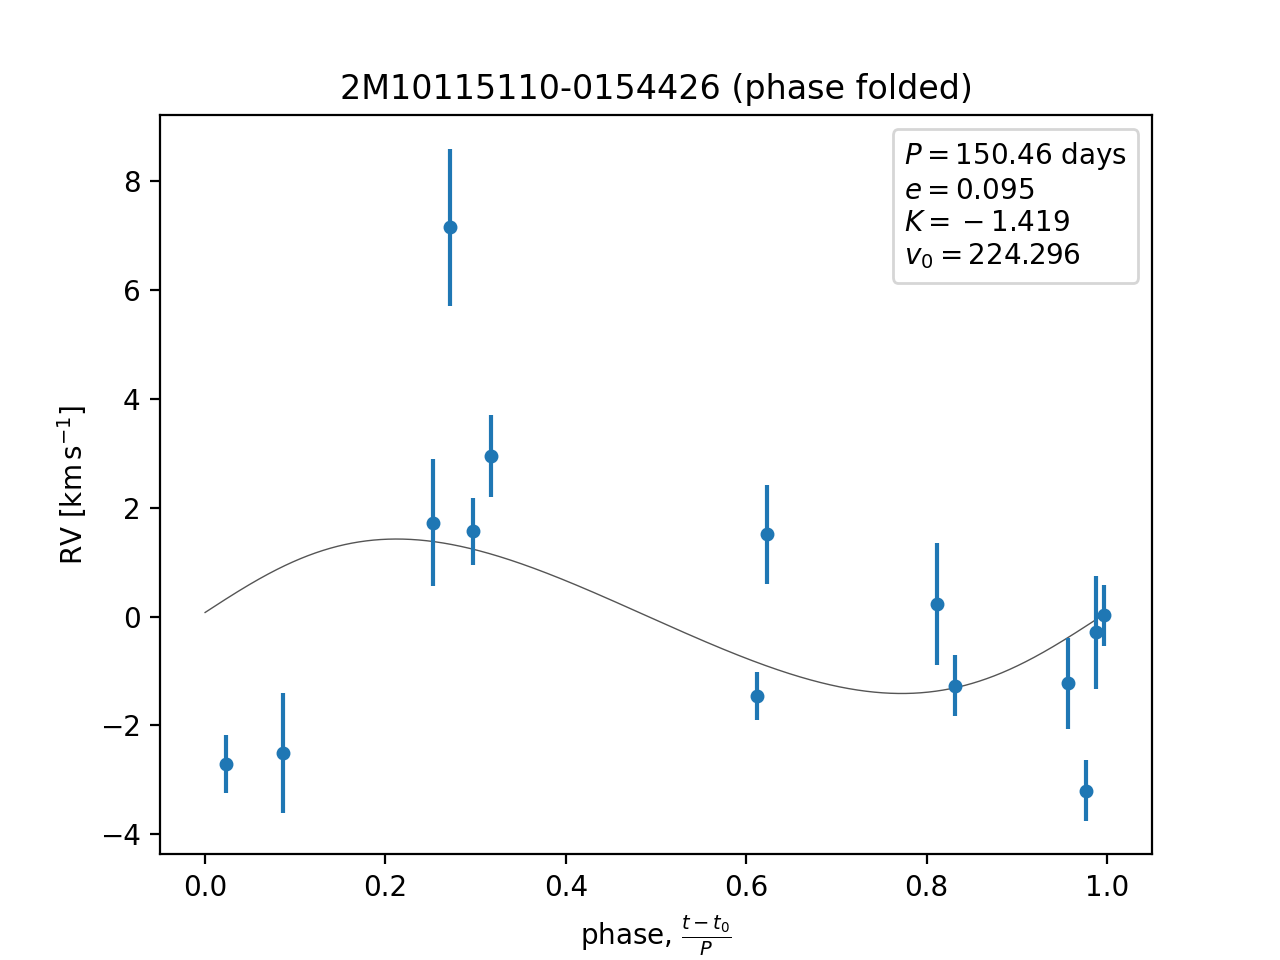 2M10115110-0154426 (phase folded)
P = 150.46 days
e = 0.095
K = −1.419
v₀ = 224.296
8
6
4
2
0
−2
−4
RV [km s⁻¹]
0.0 0.2 0.4 0.6 0.8 1.0
phase, (t − t₀)/P